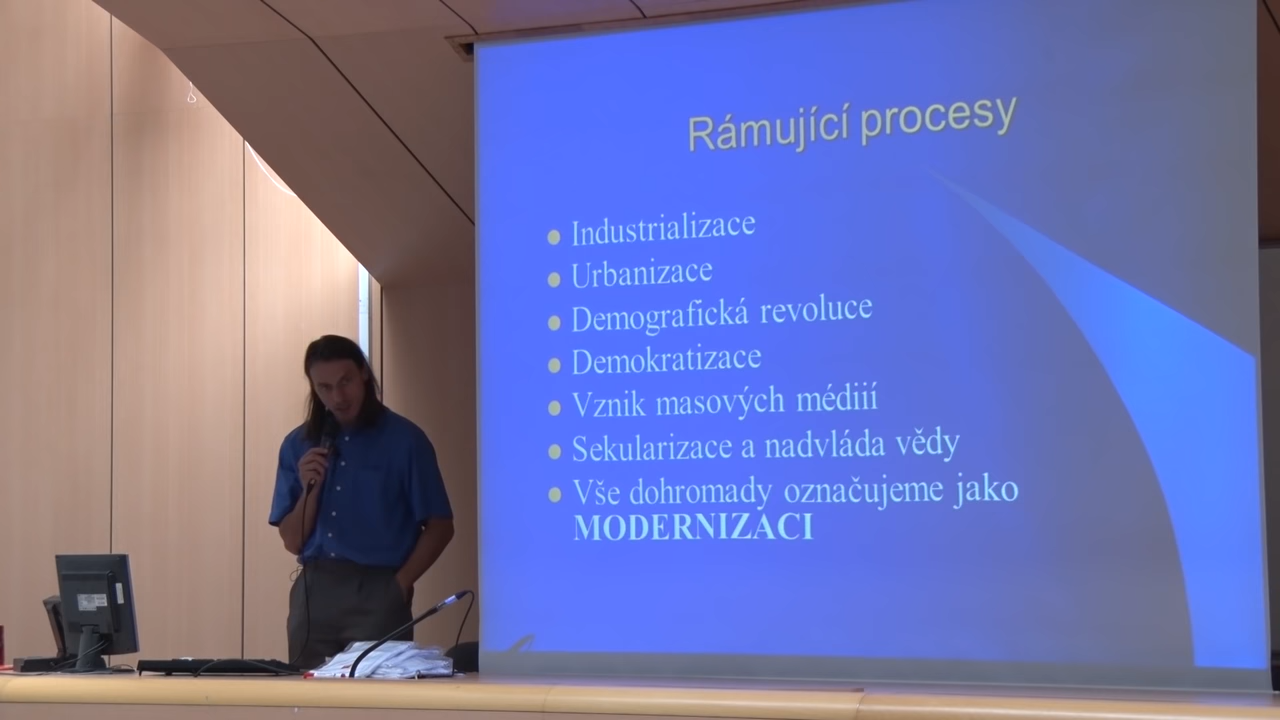 Rámující procesy
Industrializace
Urbanizace
Demografická revoluce
Demokratizace
Vznik masových médiií
Sekularizace a nadvláda vědy
Vše dohromady označujeme jako
MODERNIZACI